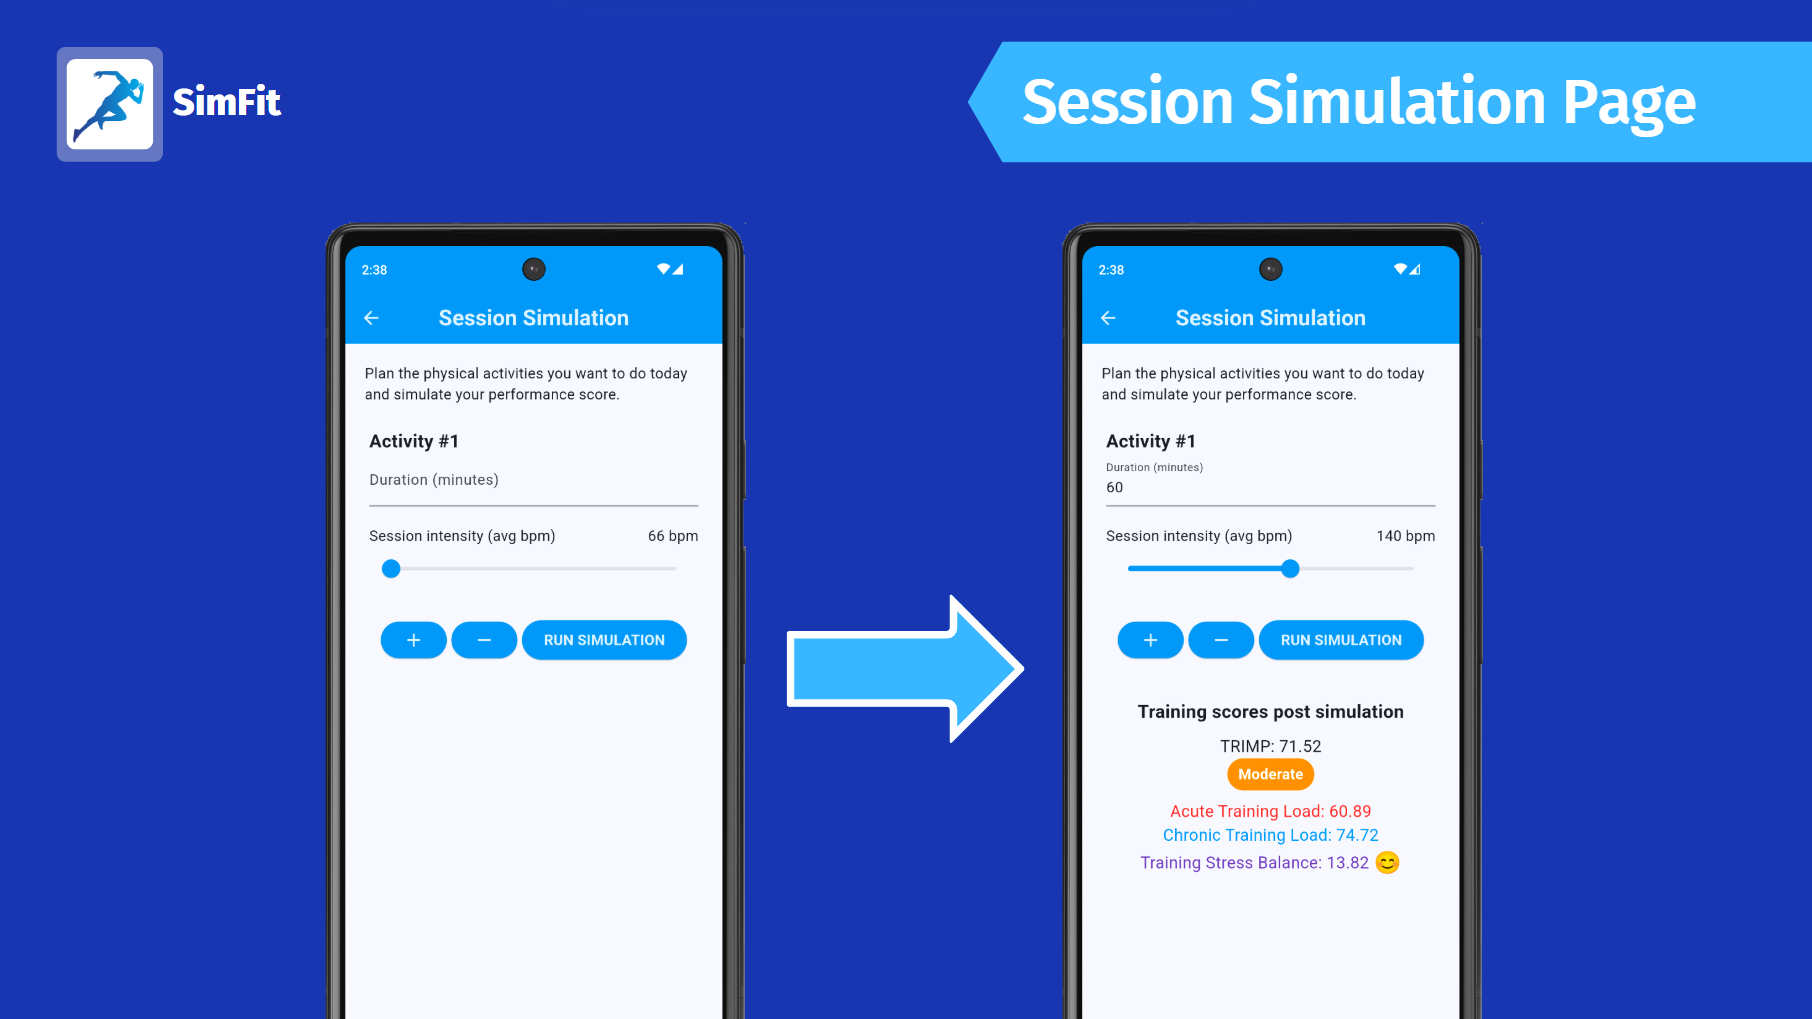 SimFit
Session Simulation Page
2:38
Session Simulation
Plan the physical activities you want to do today
and simulate your performance score.
Activity #1
Duration (minutes)
Session intensity (avg bpm) 66 bpm
+ − RUN SIMULATION
2:38
Session Simulation
Plan the physical activities you want to do today
and simulate your performance score.
Activity #1
Duration (minutes)
60
Session intensity (avg bpm) 140 bpm
+ − RUN SIMULATION
Training scores post simulation
TRIMP: 71.52
Moderate
Acute Training Load: 60.89
Chronic Training Load: 74.72
Training Stress Balance: 13.82 😊